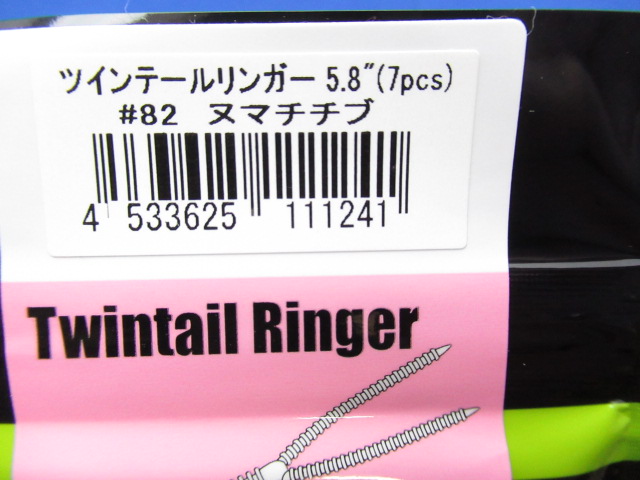 ツインテールリンガー 5.8"(7pcs)
#82 ヌマチチブ
4 533625 111241
Twintail Ringer